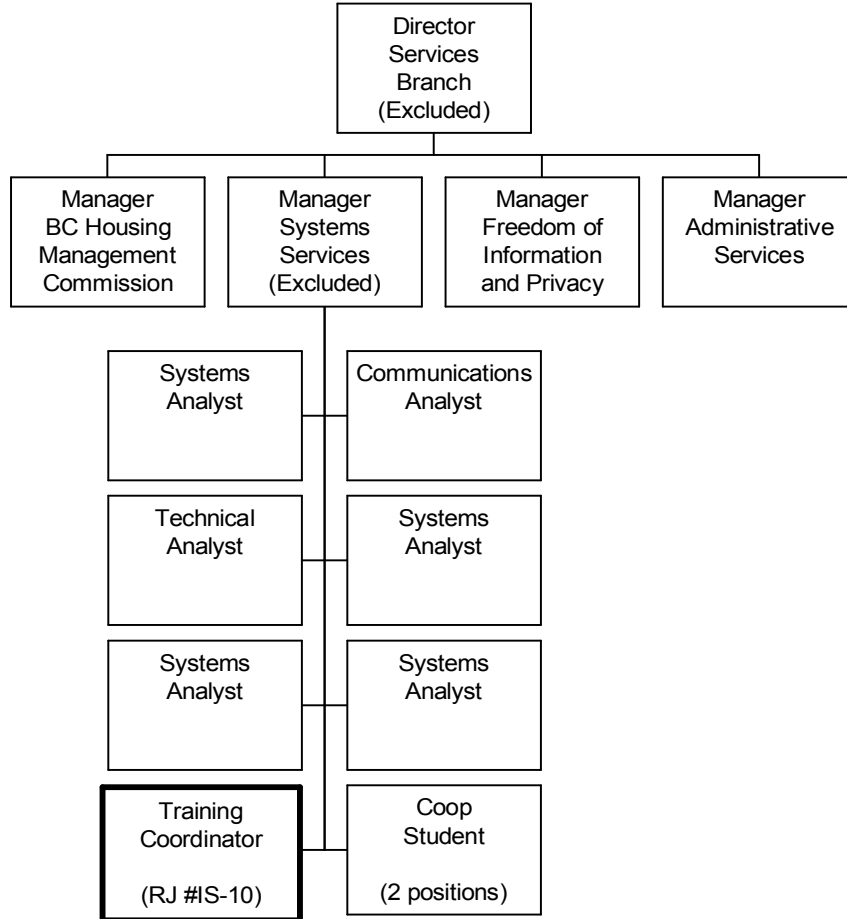 Director
Services
Branch
(Excluded)
Manager
BC Housing
Management
Commission
Manager
Systems
Services
(Excluded)
Manager
Freedom of
Information
and Privacy
Manager
Administrative
Services
Systems
Analyst
Communications
Analyst
Technical
Analyst
Systems
Analyst
Systems
Analyst
Systems
Analyst
Training
Coordinator
(RJ #IS-10)
Coop
Student
(2 positions)